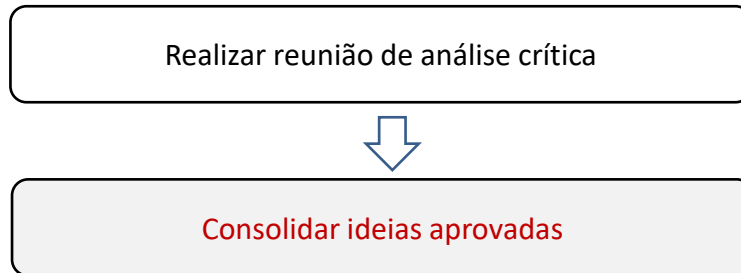 Realizar reunião de análise crítica
Consolidar ideias aprovadas